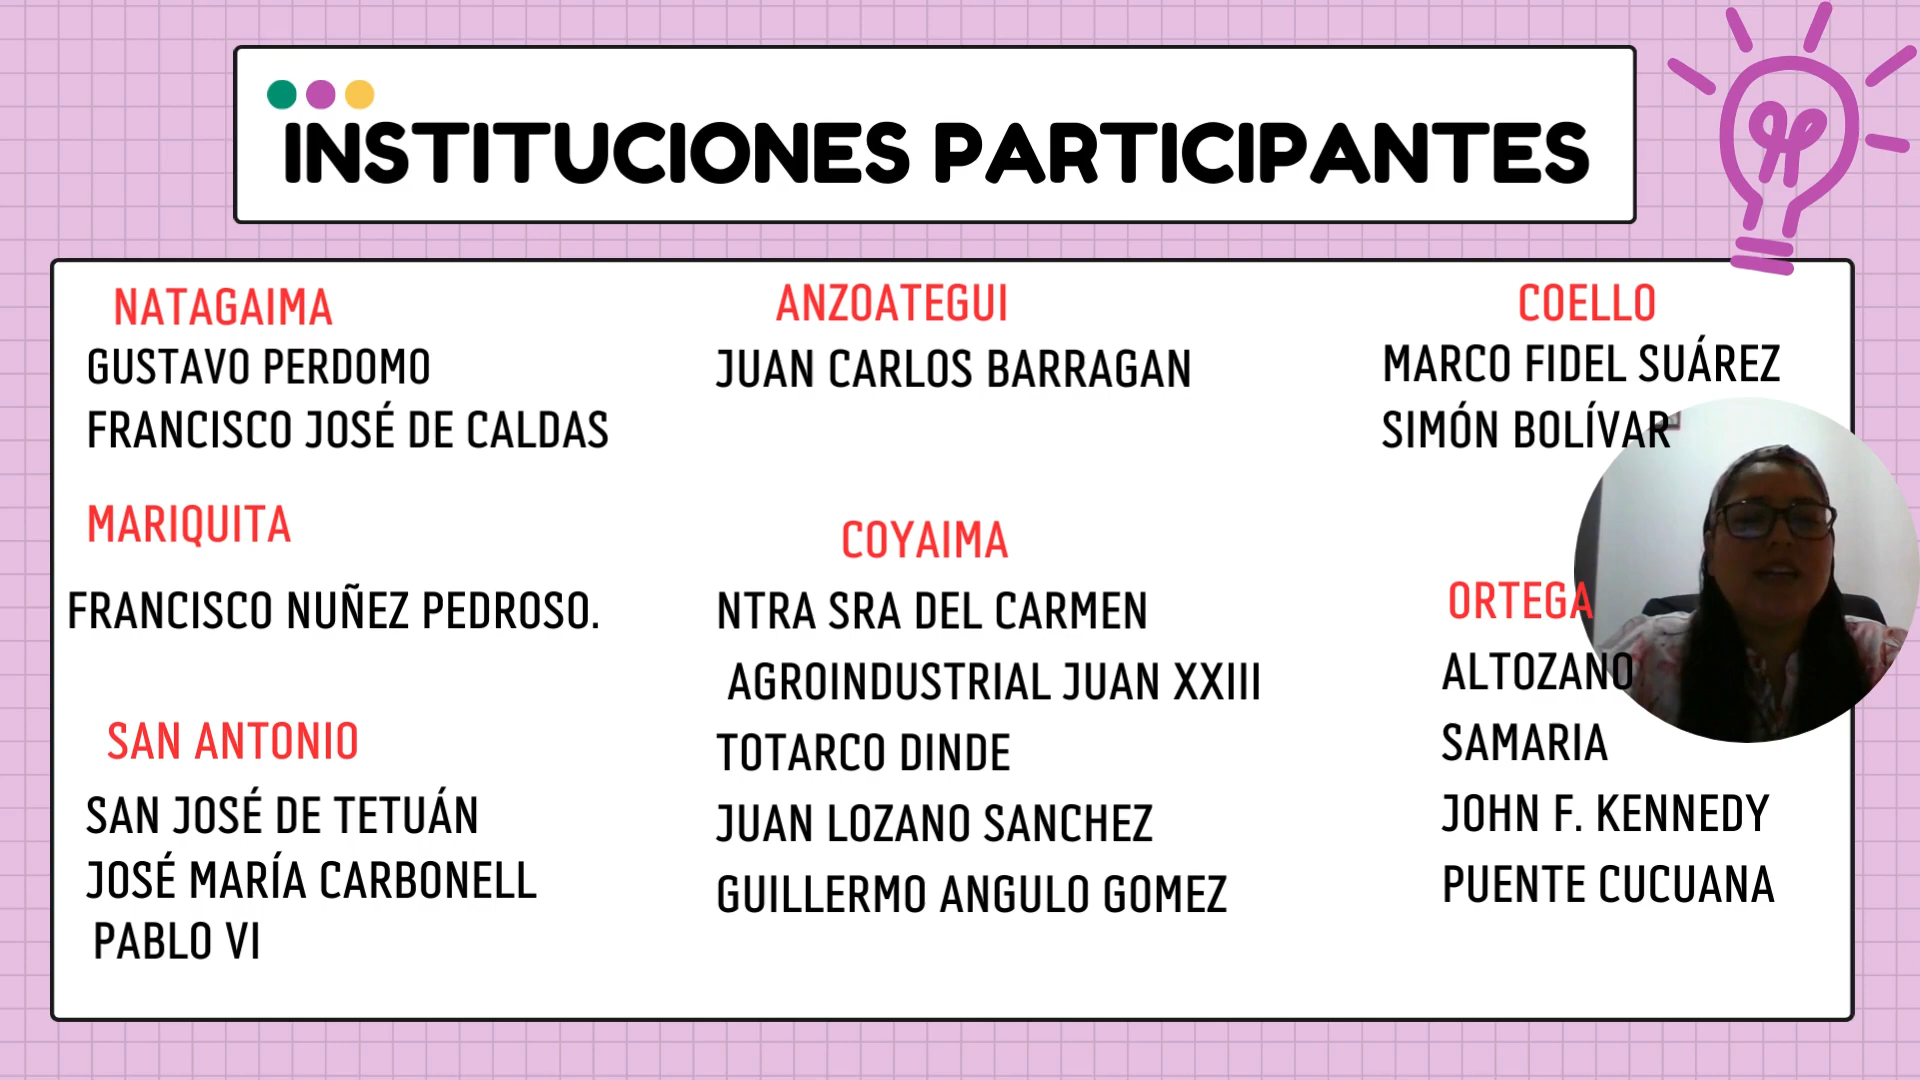 INSTITUCIONES PARTICIPANTES
NATAGAIMA
GUSTAVO PERDOMO
FRANCISCO JOSÉ DE CALDAS
MARIQUITA
FRANCISCO NUÑEZ PEDROSO.
SAN ANTONIO
SAN JOSÉ DE TETUÁN
JOSÉ MARÍA CARBONELL
PABLO VI
ANZOATEGUI
JUAN CARLOS BARRAGAN
COYAIMA
NTRA SRA DEL CARMEN
AGROINDUSTRIAL JUAN XXIII
TOTARCO DINDE
JUAN LOZANO SANCHEZ
GUILLERMO ANGULO GOMEZ
COELLO
MARCO FIDEL SUÁREZ
SIMÓN BOLÍVAR
ORTEGA
ALTOZANO
SAMARIA
JOHN F. KENNEDY
PUENTE CUCUANA